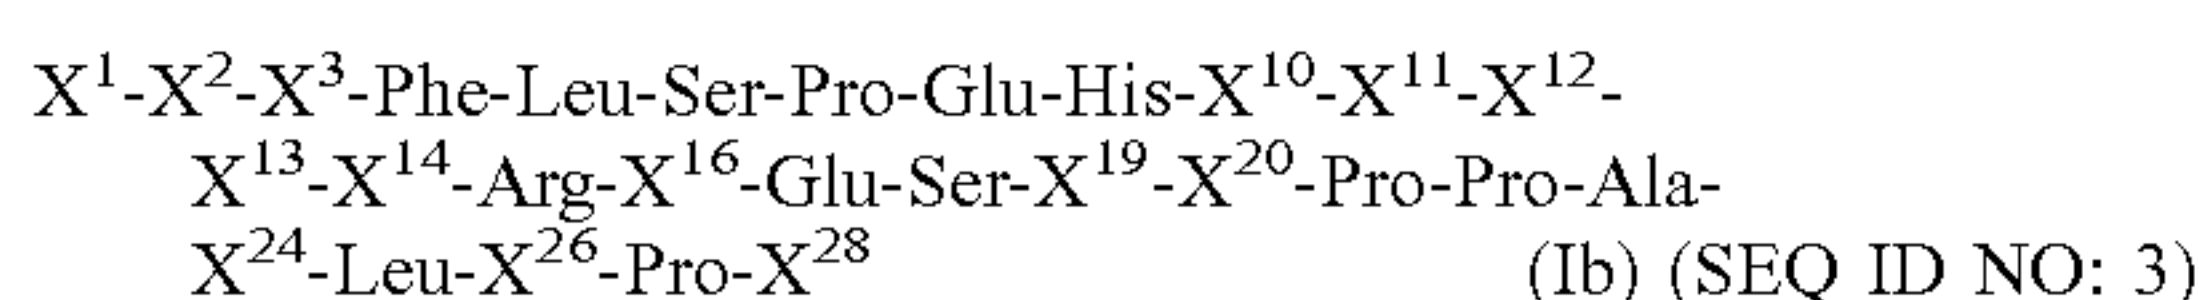 X¹-X²-X³-Phe-Leu-Ser-Pro-Glu-His-X¹⁰-X¹¹-X¹²-
X¹³-X¹⁴-Arg-X¹⁶-Glu-Ser-X¹⁹-X²⁰-Pro-Pro-Ala-
X²⁴-Leu-X²⁶-Pro-X²⁸ (Ib) (SEQ ID NO: 3)